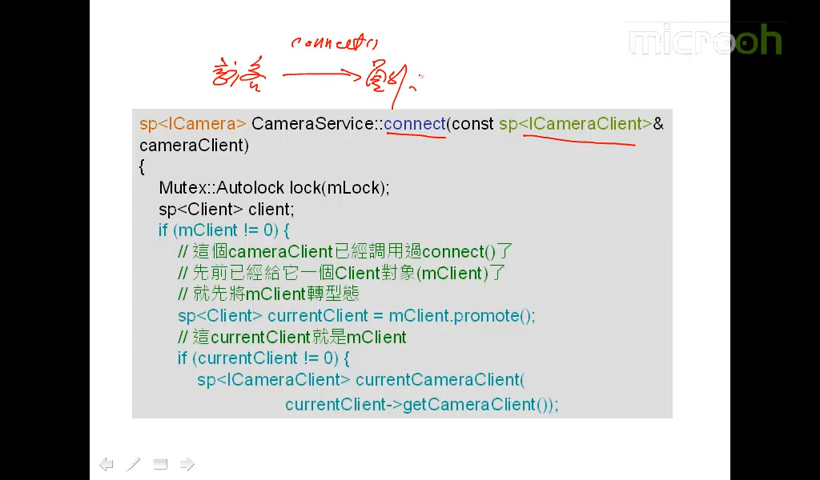 microoh
connect()
訪客
sp<ICamera> CameraService::connect(const sp<ICameraClient>&
cameraClient)
{
Mutex::Autolock lock(mLock);
sp<Client> client;
if (mClient != 0) {
// 這個cameraClient已經調用過connect()了
// 先前已經給它一個Client對象(mClient)了
// 就先將mClient轉型態
sp<Client> currentClient = mClient.promote();
// 這currentClient就是mClient
if (currentClient != 0) {
sp<ICameraClient> currentCameraClient(
currentClient->getCameraClient());